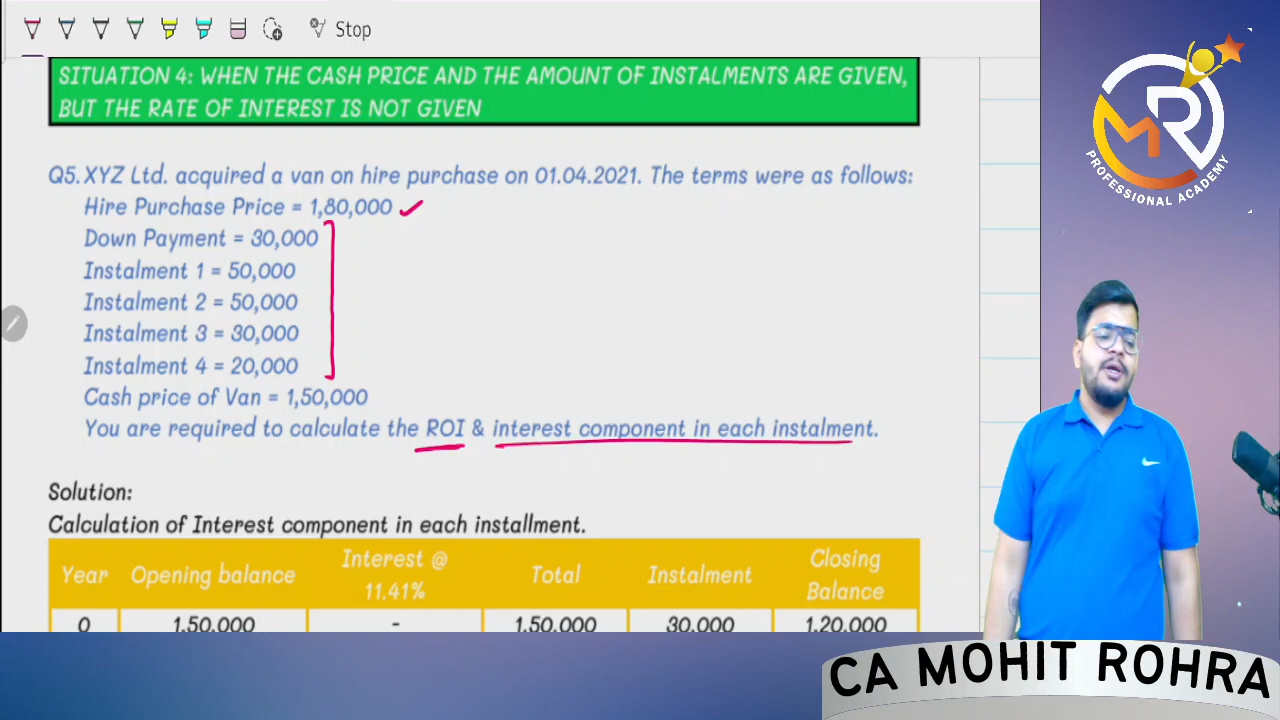 Stop
SITUATION 4: WHEN THE CASH PRICE AND THE AMOUNT OF INSTALMENTS ARE GIVEN,
BUT THE RATE OF INTEREST IS NOT GIVEN
Q5. XYZ Ltd. acquired a van on hire purchase on 01.04.2021. The terms were as follows:
Hire Purchase Price = 1,80,000
Down Payment = 30,000
Instalment 1 = 50,000
Instalment 2 = 50,000
Instalment 3 = 30,000
Instalment 4 = 20,000
Cash price of Van = 1,50,000
You are required to calculate the ROI & interest component in each instalment.
Solution:
Calculation of Interest component in each installment.
Year Opening balance Interest @ 11.41% Total Instalment Closing Balance
0 1,50,000 - 1,50,000 30,000 1,20,000
MR
PROFESSIONAL ACADEMY
CA MOHIT ROHRA